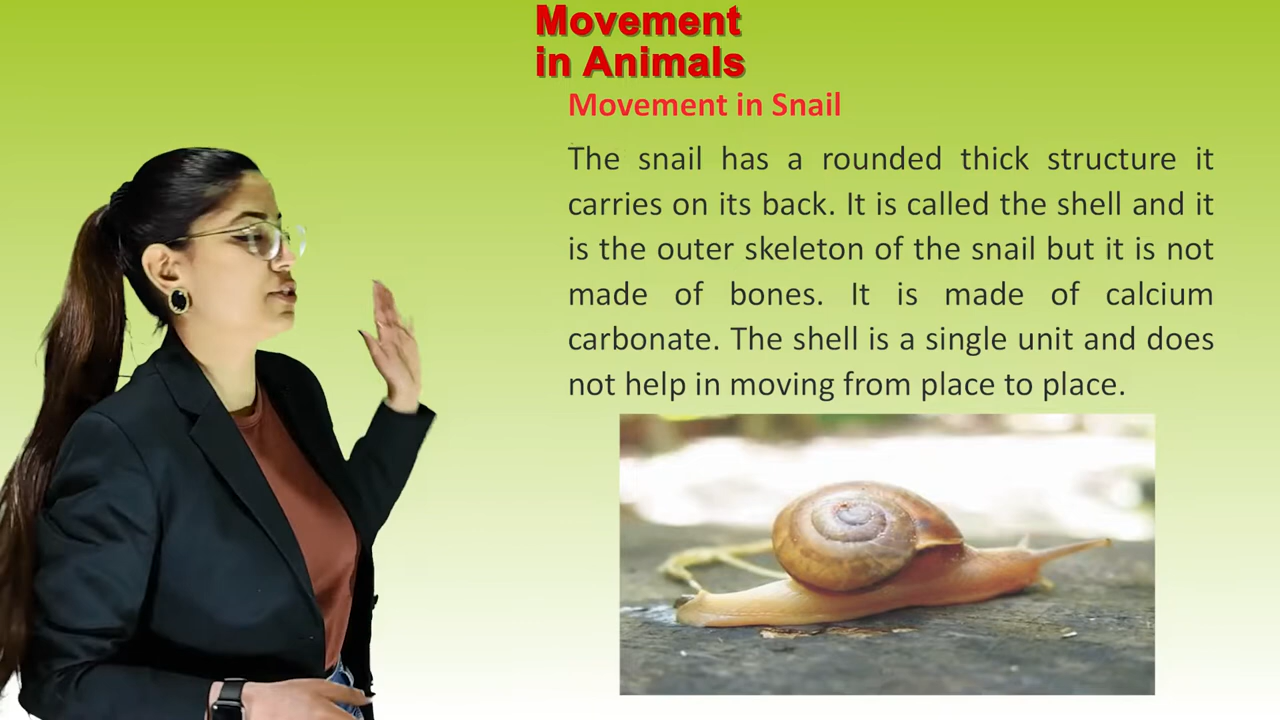 Movement
in Animals
Movement in Snail
The snail has a rounded thick structure it
carries on its back. It is called the shell and it
is the outer skeleton of the snail but it is not
made of bones. It is made of calcium
carbonate. The shell is a single unit and does
not help in moving from place to place.